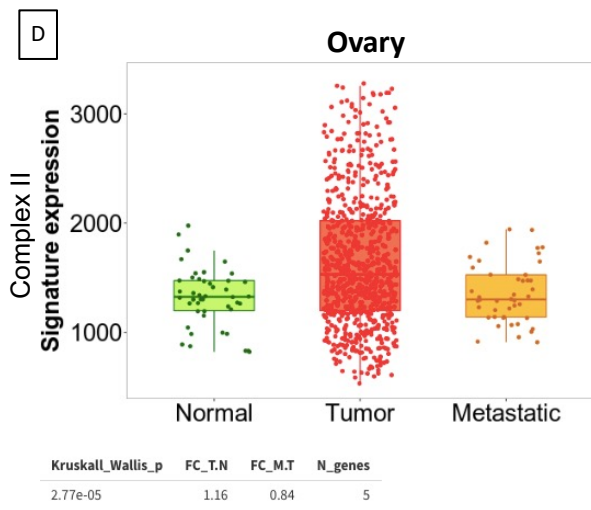 D
Ovary
Complex II
Signature expression
3000
2000
1000
Normal Tumor Metastatic
Kruskall_Wallis_p FC_T.N FC_M.T N_genes
2.77e-05 1.16 0.84 5